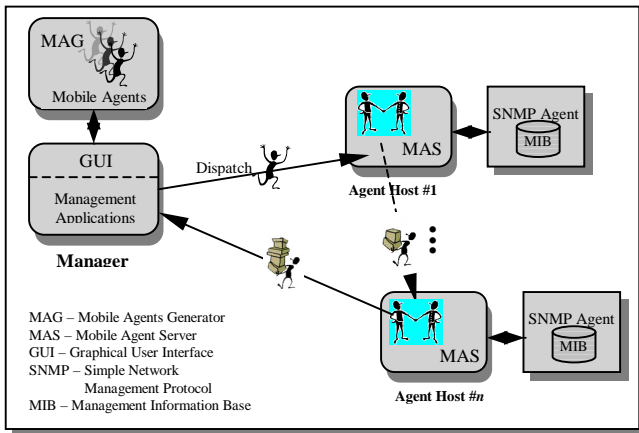 MAG
Mobile Agents
GUI
Management
Applications
Manager
Dispatch
MAS
Agent Host #1
SNMP Agent
MIB
MAS
Agent Host #n
SNMP Agent
MIB
MAG – Mobile Agents Generator
MAS – Mobile Agent Server
GUI – Graphical User Interface
SNMP – Simple Network
Management Protocol
MIB – Management Information Base